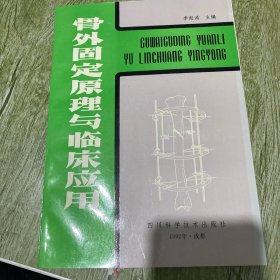 骨外固定原理与临床应用
李起鸿 主编
GUWAIGUDING YUANLI
YU LINCHUANG YINGYONG
四川科学技术出版社
1992年·成都